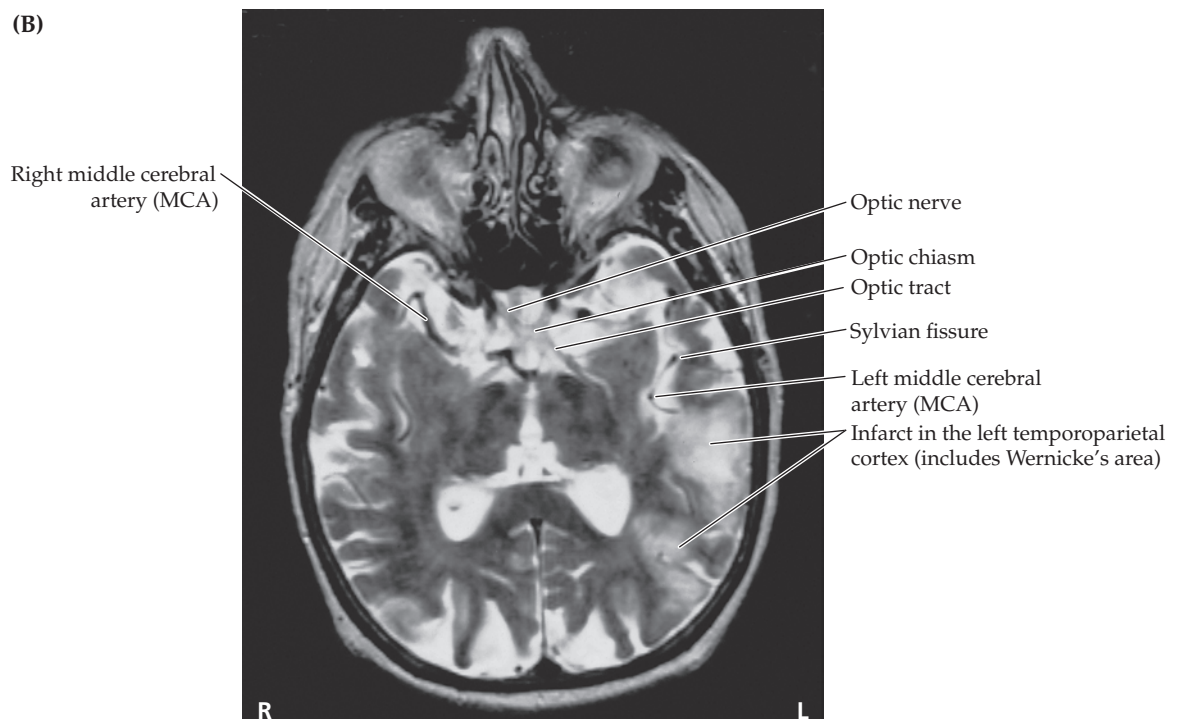 (B)
Right middle cerebral
artery (MCA)
Optic nerve
Optic chiasm
Optic tract
Sylvian fissure
Left middle cerebral
artery (MCA)
Infarct in the left temporoparietal
cortex (includes Wernicke’s area)
R
L